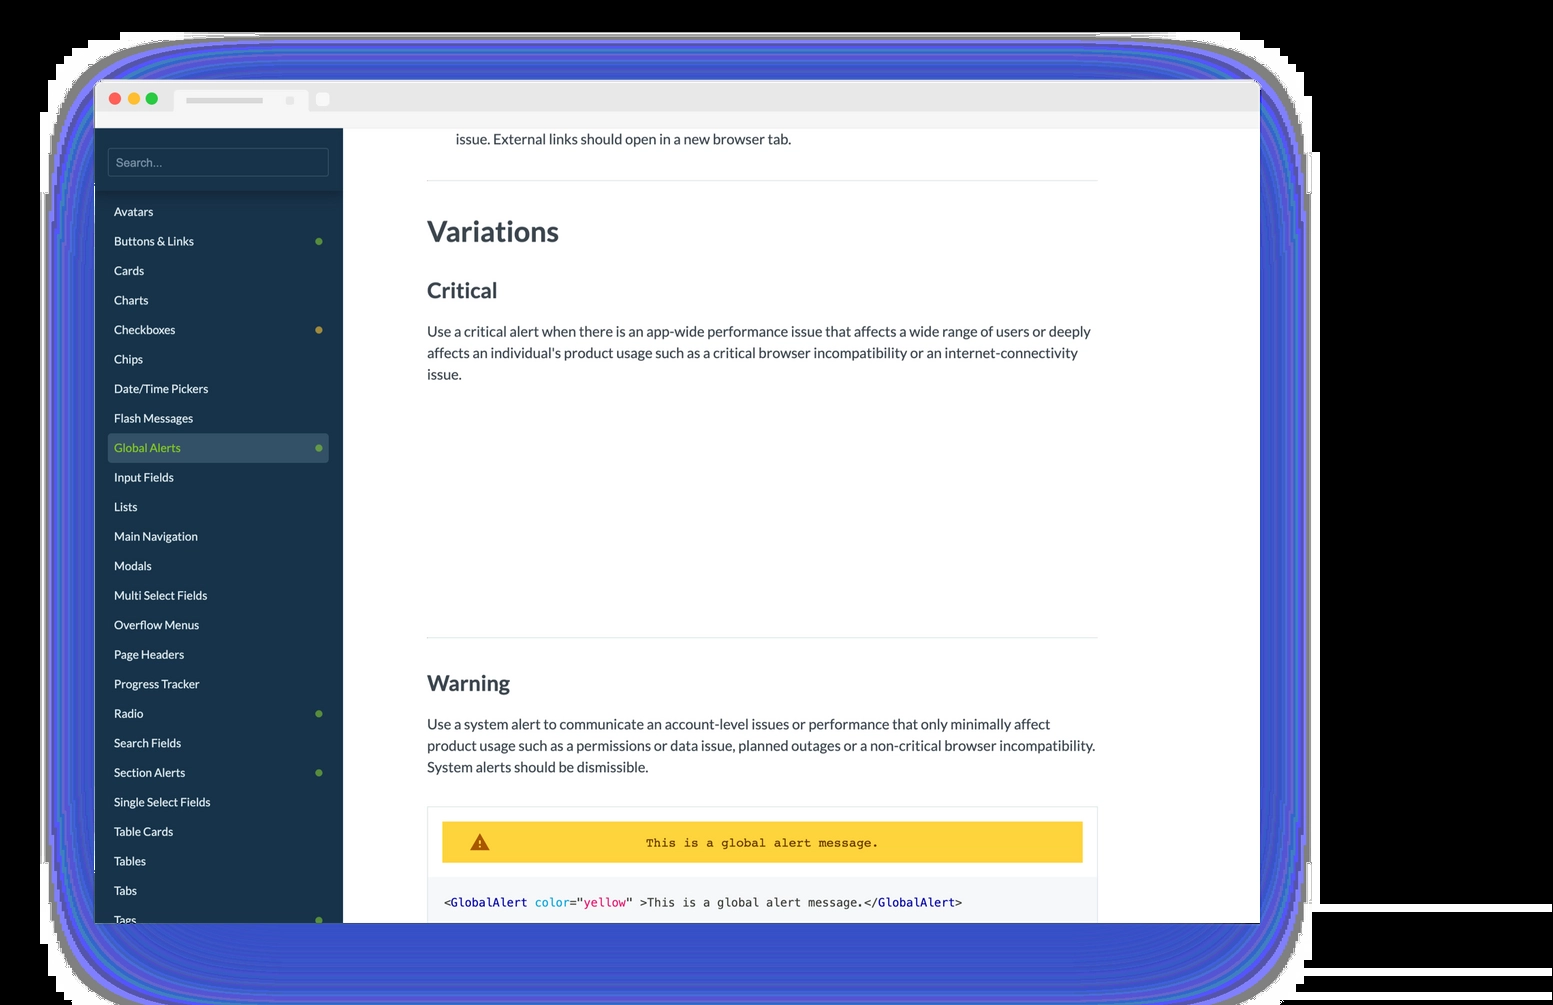 Search...
Avatars
Buttons & Links
Cards
Charts
Checkboxes
Chips
Date/Time Pickers
Flash Messages
Global Alerts
Input Fields
Lists
Main Navigation
Modals
Multi Select Fields
Overflow Menus
Page Headers
Progress Tracker
Radio
Search Fields
Section Alerts
Single Select Fields
Table Cards
Tables
Tabs
Tags
issue. External links should open in a new browser tab.
Variations
Critical
Use a critical alert when there is an app-wide performance issue that affects a wide range of users or deeply
affects an individual's product usage such as a critical browser incompatibility or an internet-connectivity
issue.
Warning
Use a system alert to communicate an account-level issues or performance that only minimally affect
product usage such as a permissions or data issue, planned outages or a non-critical browser incompatibility.
System alerts should be dismissible.
This is a global alert message.
<GlobalAlert color="yellow" >This is a global alert message.</GlobalAlert>